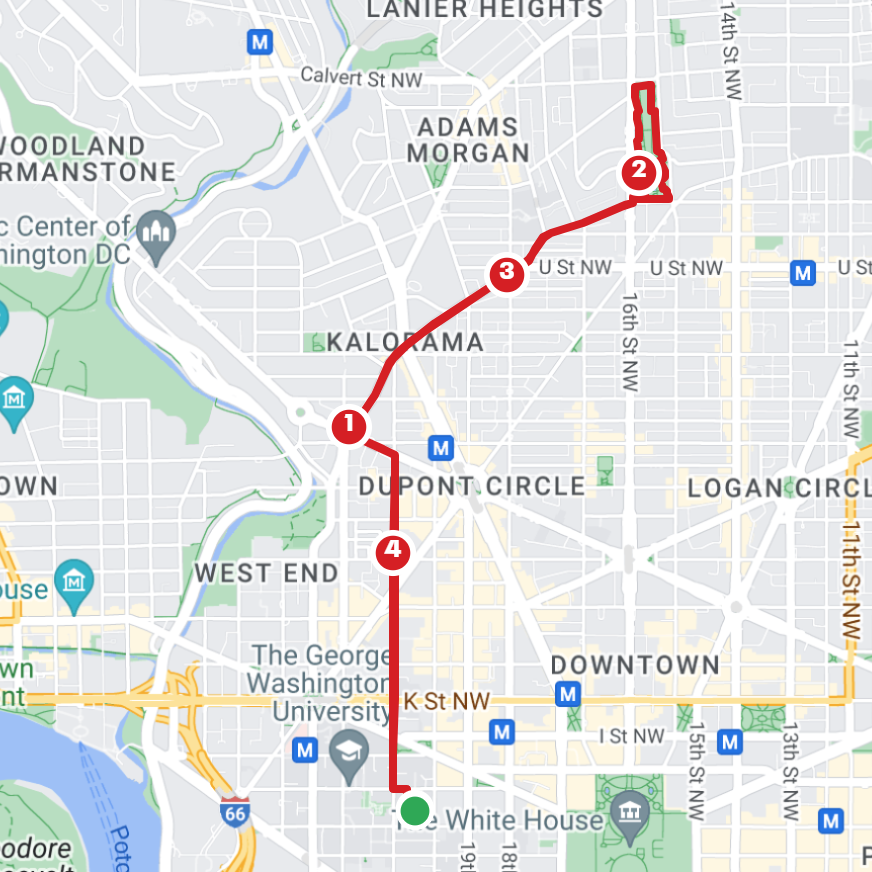 LANIER HEIGHTS
14th St NW
M
Calvert St NW
ADAMS
MORGAN
WOODLAND
RMANSTONE
2
c Center of
hington DC
3
U St NW
U St NW
M
U St
16th St NW
KALORAMA
11th St NW
M
1
M
OWN
DUPONT CIRCLE
LOGAN CIRCL
4
11th St NW
WEST END
M
ouse
The George
Washington
University
DOWNTOWN
wn
nt
K St NW
M
M
I St NW
M
M
15th St NW
13th St NW
66
The White House
M
eodore
Potc
19th
18th
P